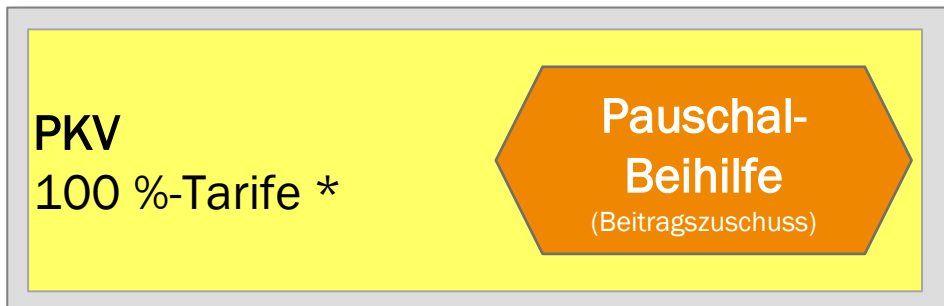 PKV
100 %-Tarife *
Pauschal-
Beihilfe
(Beitragszuschuss)